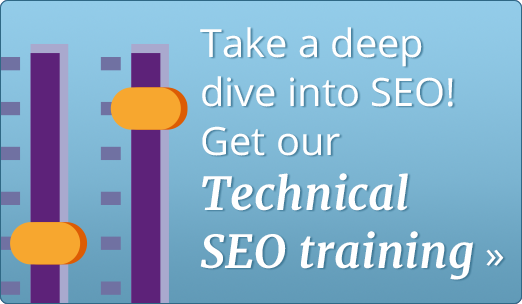 Take a deep
dive into SEO!
Get our
Technical
SEO training »